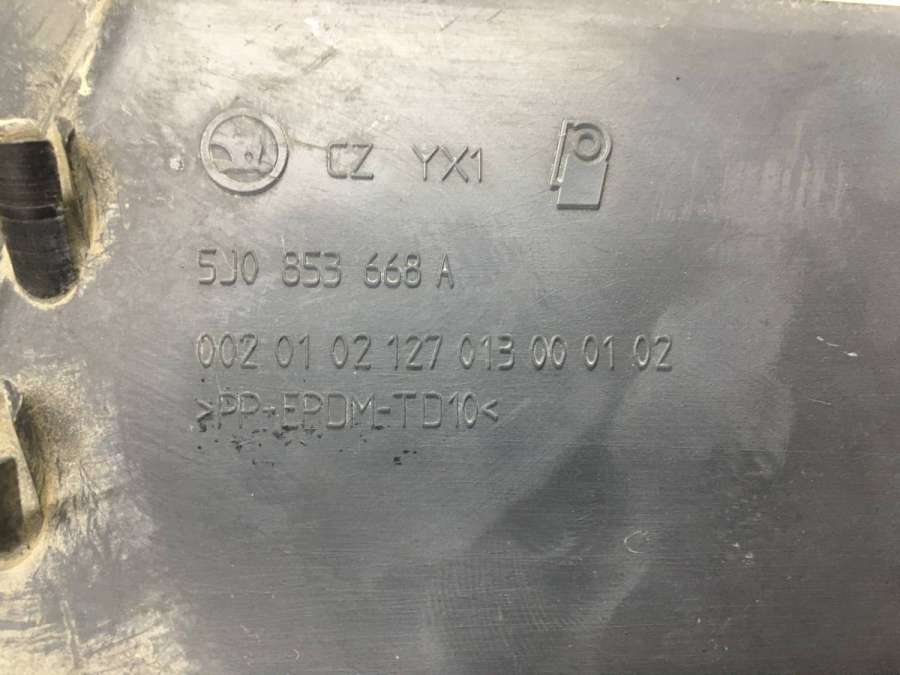 CZ YX1
5J0 853 668 A
002 01 02 127 013 00 01 02
>PP+EPDM-TD10<